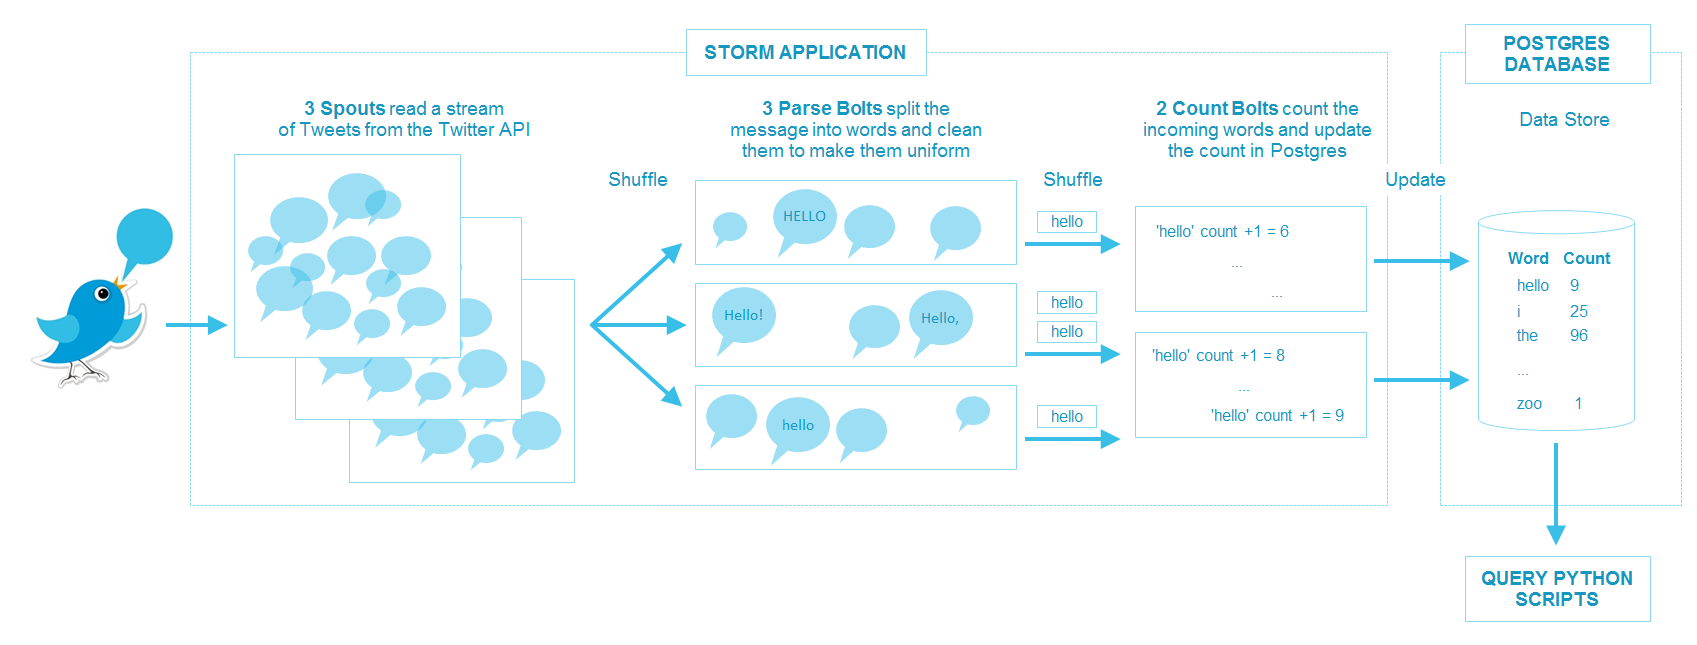 STORM APPLICATION
POSTGRES
DATABASE
3 Spouts read a stream
of Tweets from the Twitter API
3 Parse Bolts split the
message into words and clean
them to make them uniform
2 Count Bolts count the
incoming words and update
the count in Postgres
Data Store
Shuffle
Shuffle
Update
HELLO
Hello!
Hello,
hello
hello
hello
hello
hello
'hello' count +1 = 6
...
...
'hello' count +1 = 8
...
'hello' count +1 = 9
Word Count
hello 9
i 25
the 96
...
zoo 1
QUERY PYTHON
SCRIPTS